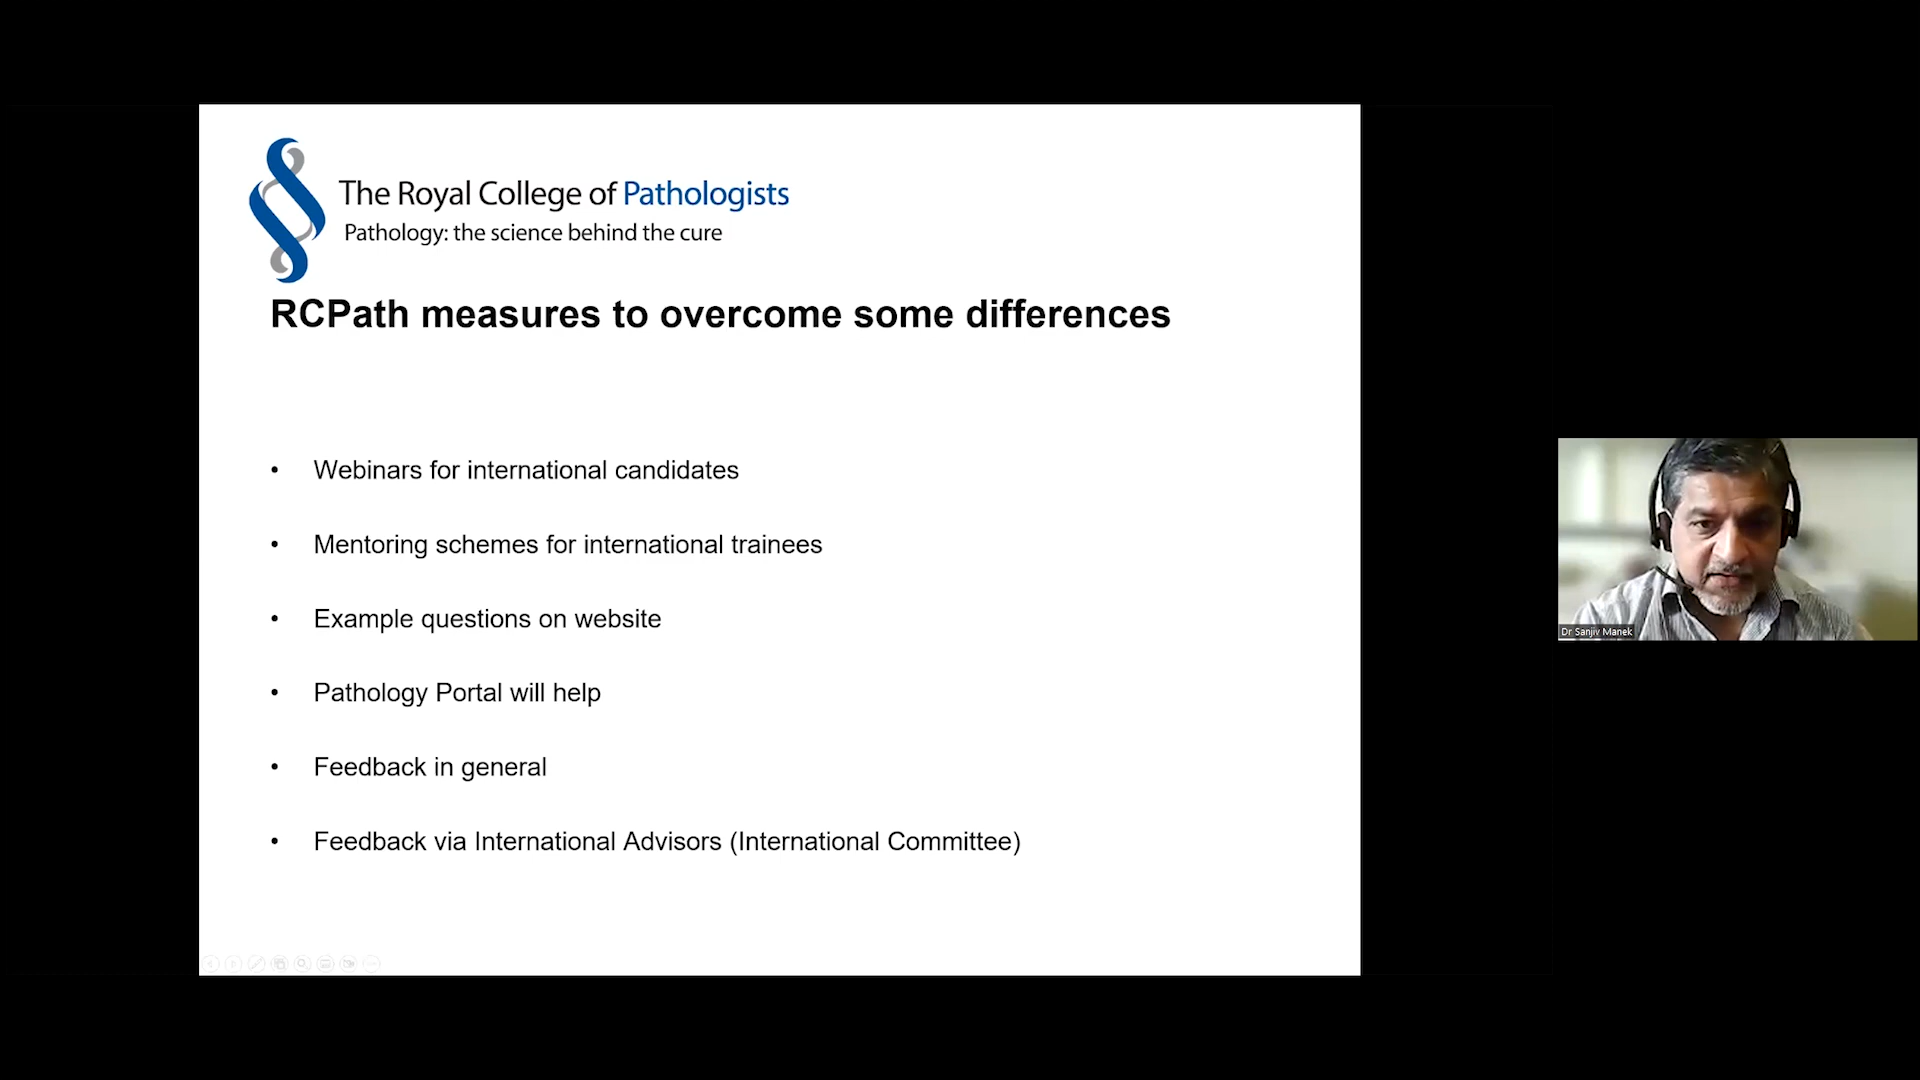 The Royal College of Pathologists
Pathology: the science behind the cure
RCPath measures to overcome some differences
• Webinars for international candidates
• Mentoring schemes for international trainees
• Example questions on website
• Pathology Portal will help
• Feedback in general
• Feedback via International Advisors (International Committee)
Dr Sanjiv Manek